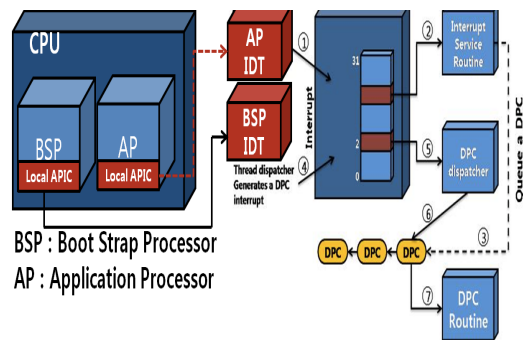 CPU
BSP
Local APIC
AP
Local APIC
BSP : Boot Strap Processor
AP : Application Processor
AP
IDT
BSP
IDT
①
Interrupt
Thread dispatcher
Generates a DPC
interrupt
④
31
2
0
②
Interrupt
Service
Routine
⑤
DPC
dispatcher
Queue a DPC
⑥
③
DPC
DPC
DPC
⑦
DPC
Routine